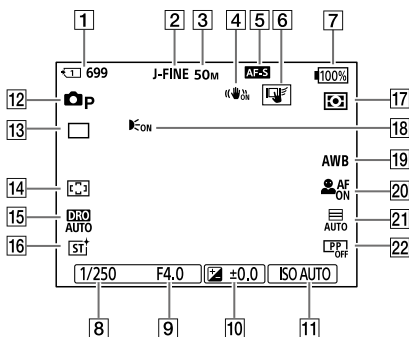 1 2 3 4 5 6 7
1 699 J-FINE 50M ON AF-S 100%
12 P 17
13 ON 18
AWB 19
14 AF ON 20
15 DRO AUTO AUTO 21
16 ST PP OFF 22
1/250 F4.0 ±0.0 ISO AUTO
8 9 10 11